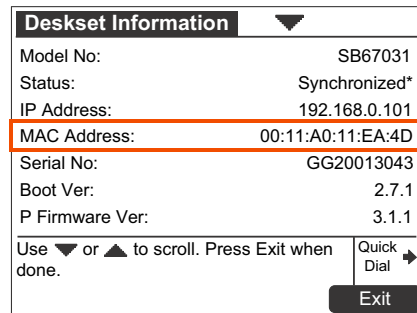 Deskset Information
Model No: SB67031
Status: Synchronized*
IP Address: 192.168.0.101
MAC Address: 00:11:A0:11:EA:4D
Serial No: GG20013043
Boot Ver: 2.7.1
P Firmware Ver: 3.1.1
Use ▼ or ▲ to scroll. Press Exit when
done.
Quick
Dial
Exit